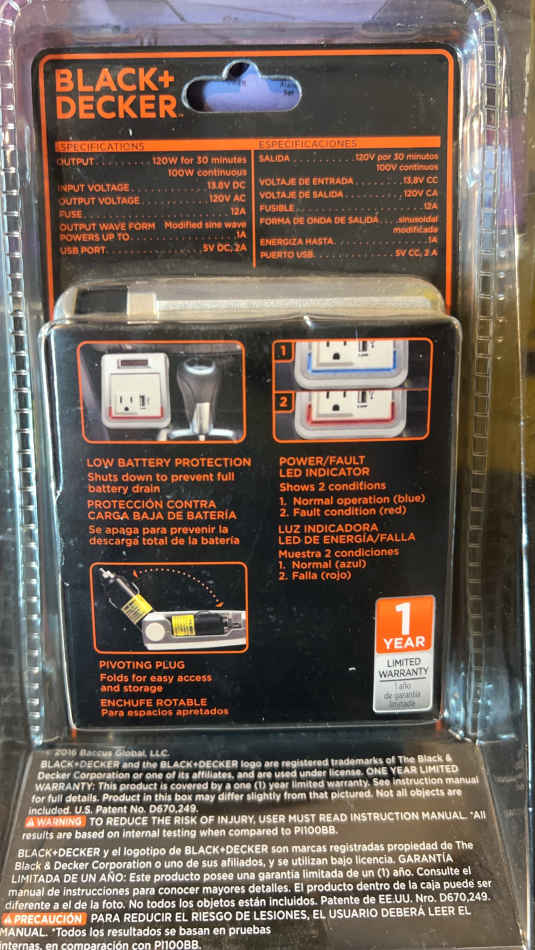 BLACK+
DECKER
SPECIFICATIONS
OUTPUT..........120W for 30 minutes
100W continuous
INPUT VOLTAGE..........13.8V DC
OUTPUT VOLTAGE..........120V AC
FUSE..........12A
OUTPUT WAVE FORM Modified sine wave
POWERS UP TO..........1A
USB PORT..........5V DC, 2A
ESPECIFICACIONES
SALIDA..........120V por 30 minutos
100V continuos
VOLTAJE DE ENTRADA..........13.8V CC
VOLTAJE DE SALIDA..........120V CA
FUSIBLE..........12A
FORMA DE ONDA DE SALIDA....sinusoidal
modificada
ENERGIZA HASTA..........1A
PUERTO USB..........5V CC, 2 A
1
2
LOW BATTERY PROTECTION
Shuts down to prevent full
battery drain
PROTECCIÓN CONTRA
CARGA BAJA DE BATERÍA
Se apaga para prevenir la
descarga total de la batería
POWER/FAULT
LED INDICATOR
Shows 2 conditions
1. Normal operation (blue)
2. Fault condition (red)
LUZ INDICADORA
LED DE ENERGÍA/FALLA
Muestra 2 condiciones
1. Normal (azul)
2. Falla (rojo)
PIVOTING PLUG
Folds for easy access
and storage
ENCHUFE ROTABLE
Para espacios apretados
1
YEAR
LIMITED
WARRANTY
1 año
de garantía
limitada
© 2016 Baccus Global, LLC.
BLACK+DECKER and the BLACK+DECKER logo are registered trademarks of The Black &
Decker Corporation or one of its affiliates, and are used under license. ONE YEAR LIMITED
WARRANTY: This product is covered by a one (1) year limited warranty. See instruction manual
for full details. Product in this box may differ slightly from that pictured. Not all objects are
included. U.S. Patent No. D670,249.
WARNING TO REDUCE THE RISK OF INJURY, USER MUST READ INSTRUCTION MANUAL. *All
results are based on internal testing when compared to PI100BB.
BLACK+DECKER y el logotipo de BLACK+DECKER son marcas registradas propiedad de The
Black & Decker Corporation o uno de sus afiliados, y se utilizan bajo licencia. GARANTÍA
LIMITADA DE UN AÑO: Este producto posee una garantía limitada de un (1) año. Consulte el
manual de instrucciones para conocer mayores detalles. El producto dentro de la caja puede ser
diferente a el de la foto. No todos los objetos están incluidos. Patente de EE.UU. Nro. D670,249.
PRECAUCIÓN PARA REDUCIR EL RIESGO DE LESIONES, EL USUARIO DEBERÁ LEER EL
MANUAL. *Todos los resultados se basan en pruebas
internas, en comparación con PI100BB.